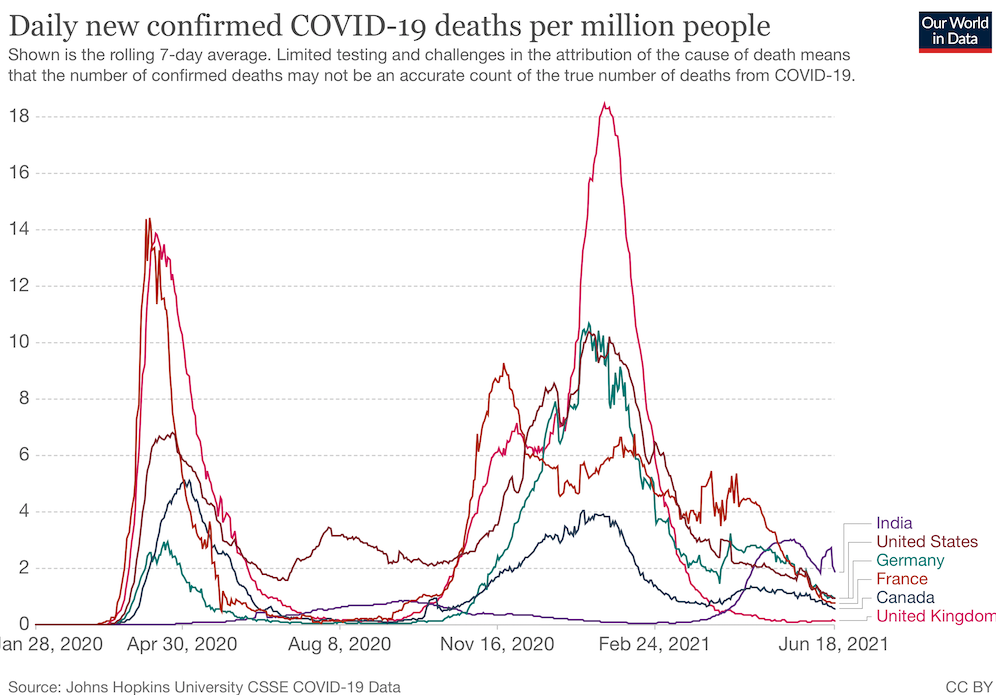 Daily new confirmed COVID-19 deaths per million people
Our World
in Data
Shown is the rolling 7-day average. Limited testing and challenges in the attribution of the cause of death means
that the number of confirmed deaths may not be an accurate count of the true number of deaths from COVID-19.
18
16
14
12
10
8
6
4
2
0
India
United States
Germany
France
Canada
United Kingdom
an 28, 2020
Apr 30, 2020
Aug 8, 2020
Nov 16, 2020
Feb 24, 2021
Jun 18, 2021
Source: Johns Hopkins University CSSE COVID-19 Data
CC BY